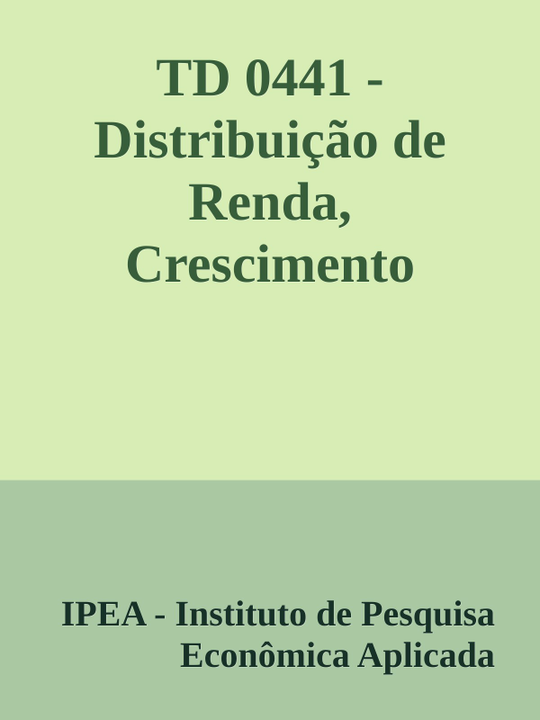 TD 0441 -
Distribuição de
Renda,
Crescimento
IPEA - Instituto de Pesquisa
Econômica Aplicada